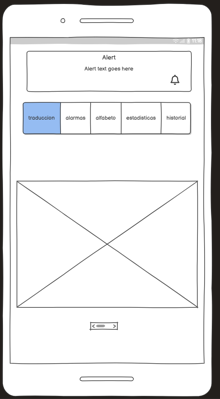 Alert
Alert text goes here
traduccion alarmas alfabeto estadisticas historial